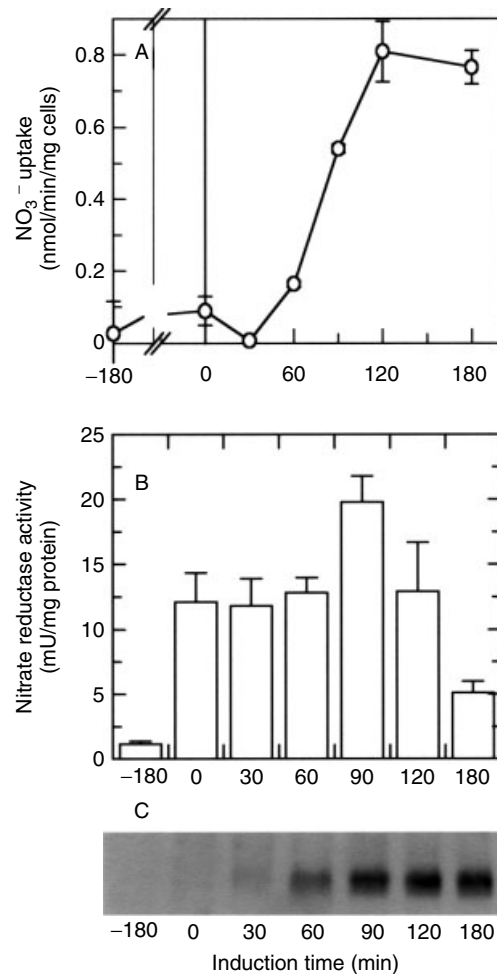 A
NO₃⁻ uptake
(nmol/min/mg cells)
0.8
0.6
0.4
0.2
0
−180 0 60 120 180
B
Nitrate reductase activity
(mU/mg protein)
25
20
15
10
5
0
−180 0 30 60 90 120 180
C
−180 0 30 60 90 120 180
Induction time (min)